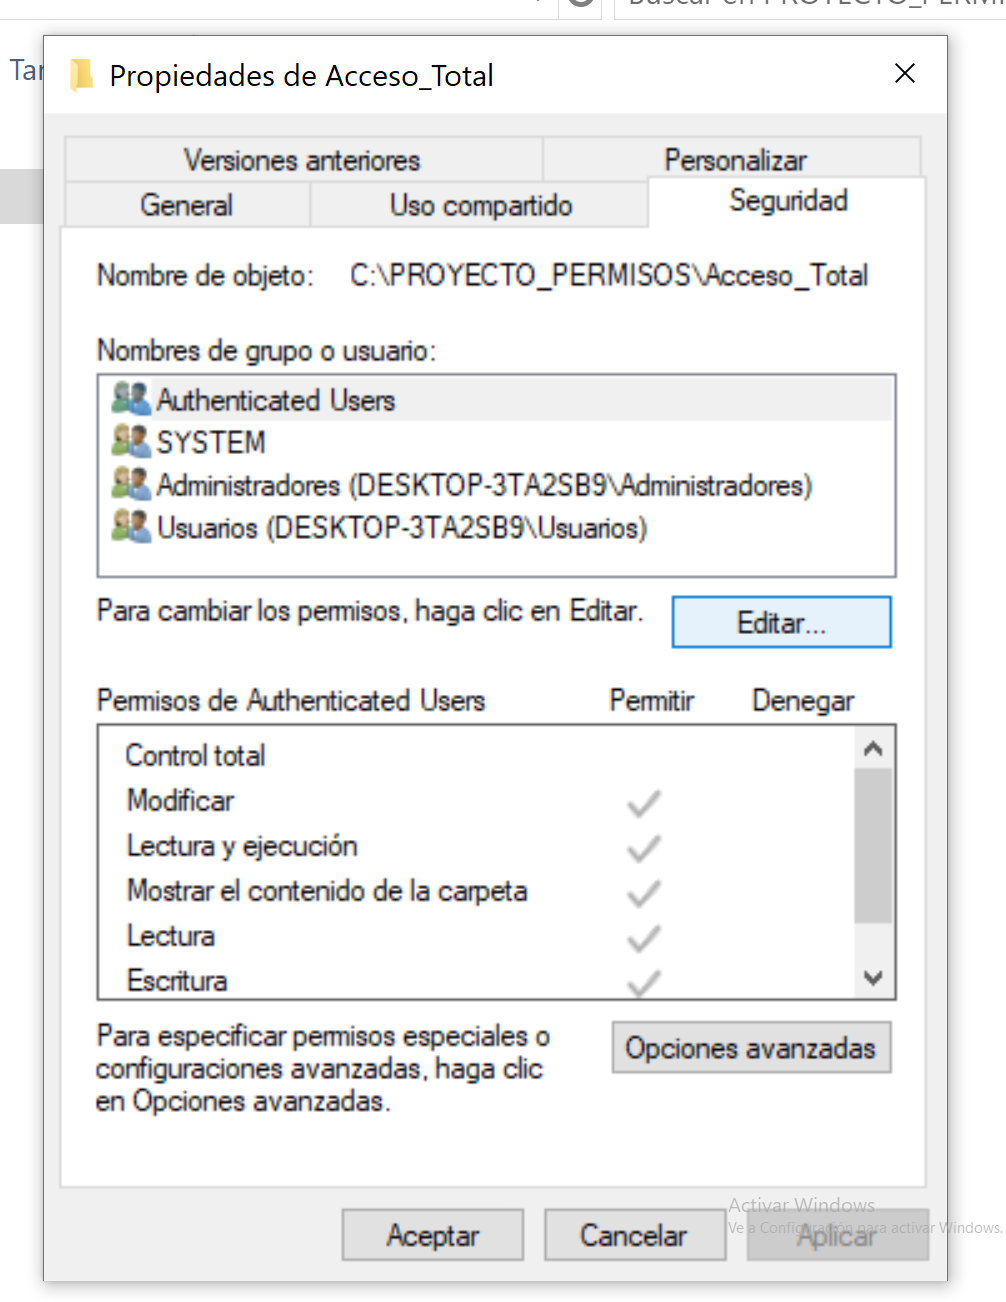 Buscar en PROYECTO_PERMI
Propiedades de Acceso_Total
Versiones anteriores
Personalizar
General
Uso compartido
Seguridad
Nombre de objeto: C:\PROYECTO_PERMISOS\Acceso_Total
Nombres de grupo o usuario:
Authenticated Users
SYSTEM
Administradores (DESKTOP-3TA2SB9\Administradores)
Usuarios (DESKTOP-3TA2SB9\Usuarios)
Para cambiar los permisos, haga clic en Editar.
Editar...
Permisos de Authenticated Users Permitir Denegar
Control total
Modificar
Lectura y ejecución
Mostrar el contenido de la carpeta
Lectura
Escritura
Para especificar permisos especiales o
configuraciones avanzadas, haga clic
en Opciones avanzadas.
Opciones avanzadas
Activar Windows
Ve a Configuración para activar Windows.
Aceptar
Cancelar
Aplicar